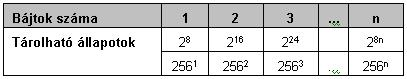 Bájtok száma 1 2 3 ... n
Tárolható állapotok 2⁸ 2¹⁶ 2²⁴ 2⁸ⁿ
256¹ 256² 256³ ... 256ⁿ